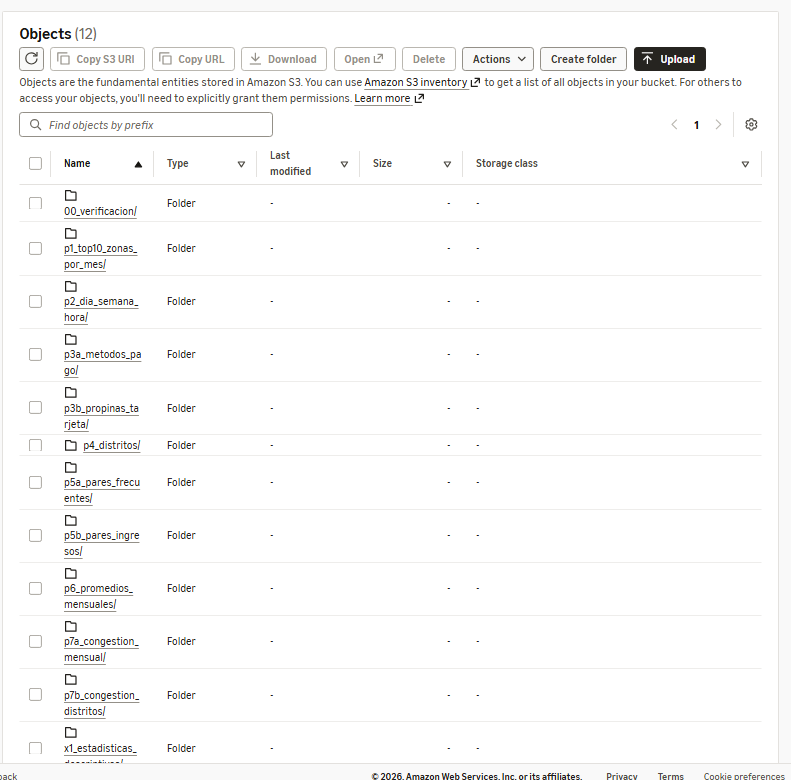 Objects (12)
Copy S3 URI
Copy URL
Download
Open
Delete
Actions
Create folder
Upload
Objects are the fundamental entities stored in Amazon S3. You can use Amazon S3 inventory to get a list of all objects in your bucket. For others to
access your objects, you'll need to explicitly grant them permissions. Learn more
Find objects by prefix
1
Name Type Last modified Size Storage class
00_verificacion/ Folder - - -
p1_top10_zonas_
por_mes/ Folder - - -
p2_dia_semana_
hora/ Folder - - -
p3a_metodos_pa
go/ Folder - - -
p3b_propinas_ta
rjeta/ Folder - - -
p4_distritos/ Folder - - -
p5a_pares_frecu
entes/ Folder - - -
p5b_pares_ingre
sos/ Folder - - -
p6_promedios_
mensuales/ Folder - - -
p7a_congestion_
mensual/ Folder - - -
p7b_congestion_
distritos/ Folder - - -
x1_estadisticas_ Folder - - -
© 2026, Amazon Web Services, Inc. or its affiliates. Privacy Terms Cookie preferences